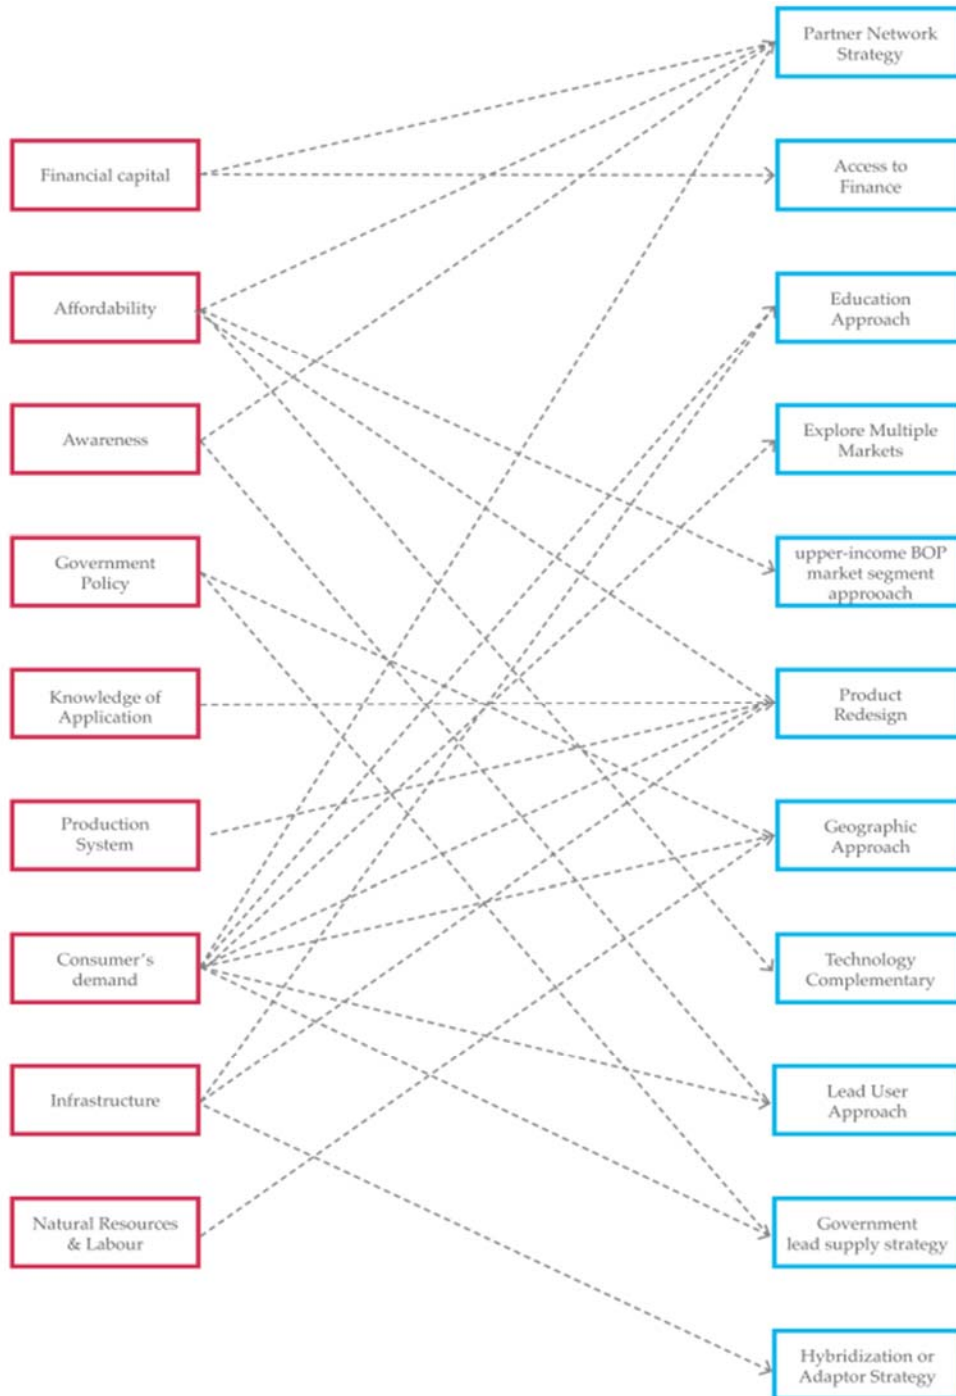 Partner Network
Strategy
Financial capital
Access to
Finance
Affordability
Education
Approach
Awareness
Explore Multiple
Markets
Government
Policy
upper-income BOP
market segment
approoach
Knowledge of
Application
Product
Redesign
Production
System
Geographic
Approach
Consumer's
demand
Technology
Complementary
Infrastructure
Lead User
Approach
Natural Resources
& Labour
Government
lead supply strategy
Hybridization or
Adaptor Strategy